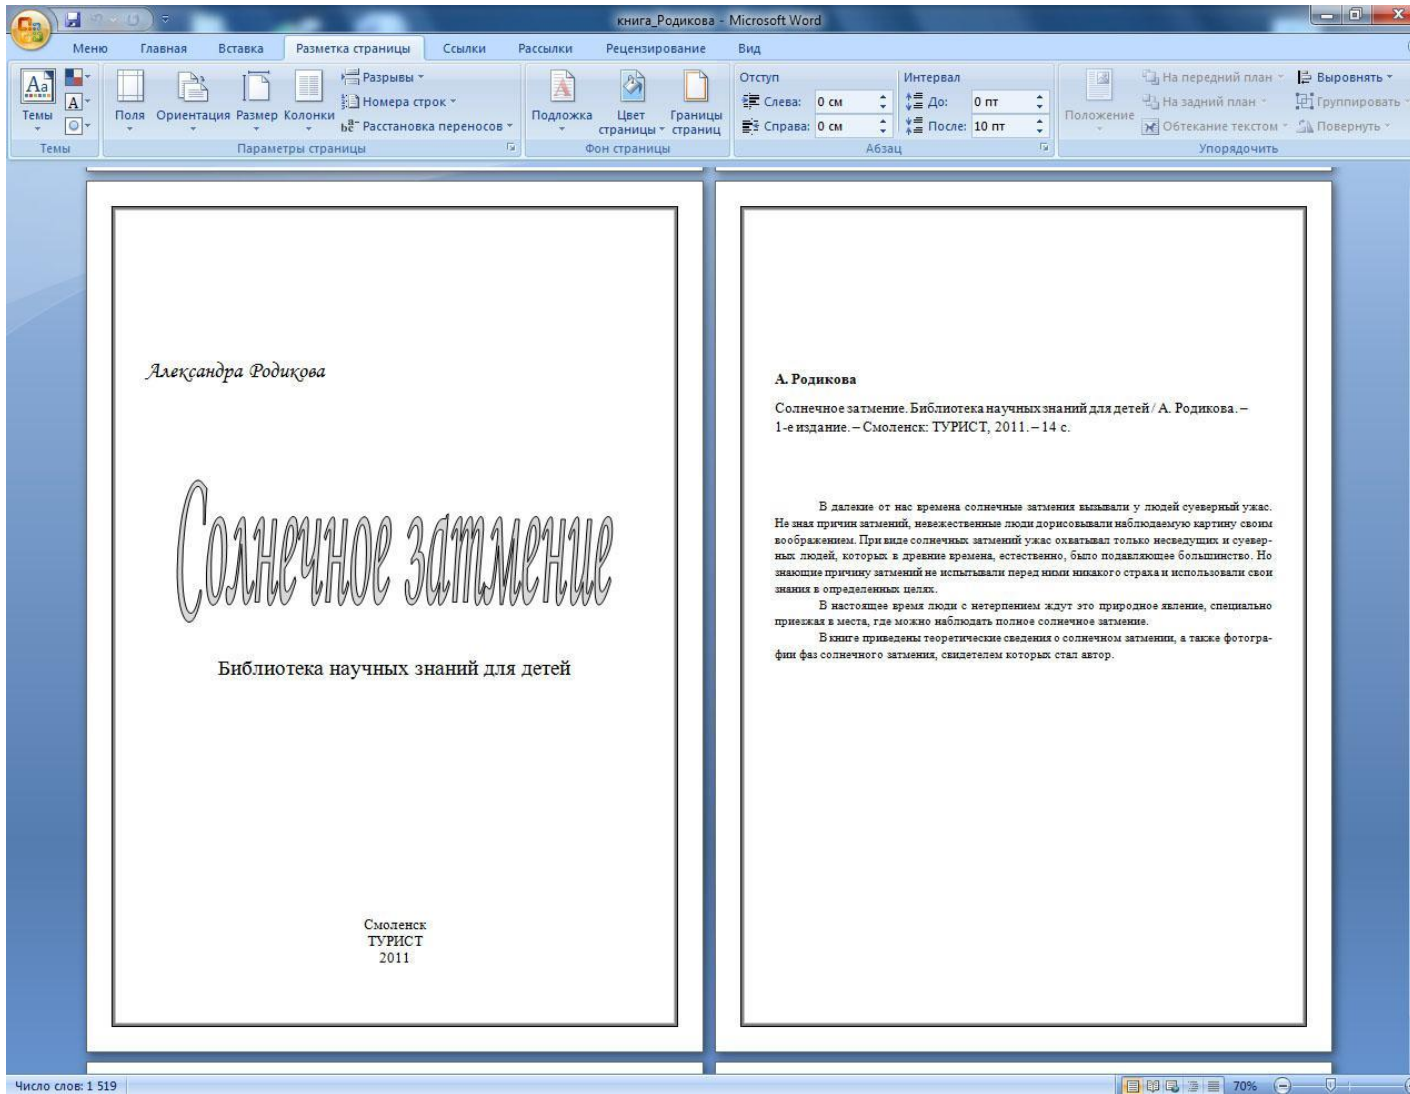 книга_Родикова - Microsoft Word
Меню Главная Вставка Разметка страницы Ссылки Рассылки Рецензирование Вид
Темы
Темы
Поля Ориентация Размер Колонки
Разрывы
Номера строк
Расстановка переносов
Параметры страницы
Подложка Цвет страницы Границы страниц
Фон страницы
Отступ
Слева: 0 см
Справа: 0 см
Интервал
До: 0 пт
После: 10 пт
Абзац
Положение
На передний план
На задний план
Обтекание текстом
Выровнять
Группировать
Повернуть
Упорядочить
Александра Родикова
Солнечное затмение
Библиотека научных знаний для детей
Смоленск
ТУРИСТ
2011
А. Родикова
Солнечное затмение. Библиотека научных знаний для детей / А. Родикова. –
1-е издание. – Смоленск: ТУРИСТ, 2011. – 14 с.
В далекие от нас времена солнечные затмения вызывали у людей суеверный ужас.
Не зная причин затмений, невежественные люди дорисовывали наблюдаемую картину своим
воображением. При виде солнечных затмений ужас охватывал только несведущих и суевер-
ных людей, которых в древние времена, естественно, было подавляющее большинство. Но
знающие причину затмений не испытывали перед ними никакого страха и использовали свои
знания в определенных целях.
В настоящее время люди с нетерпением ждут это природное явление, специально
приезжая в места, где можно наблюдать полное солнечное затмение.
В книге приведены теоретические сведения о солнечном затмении, а также фотогра-
фии фаз солнечного затмения, свидетелем которых стал автор.
Число слов: 1 519
70%